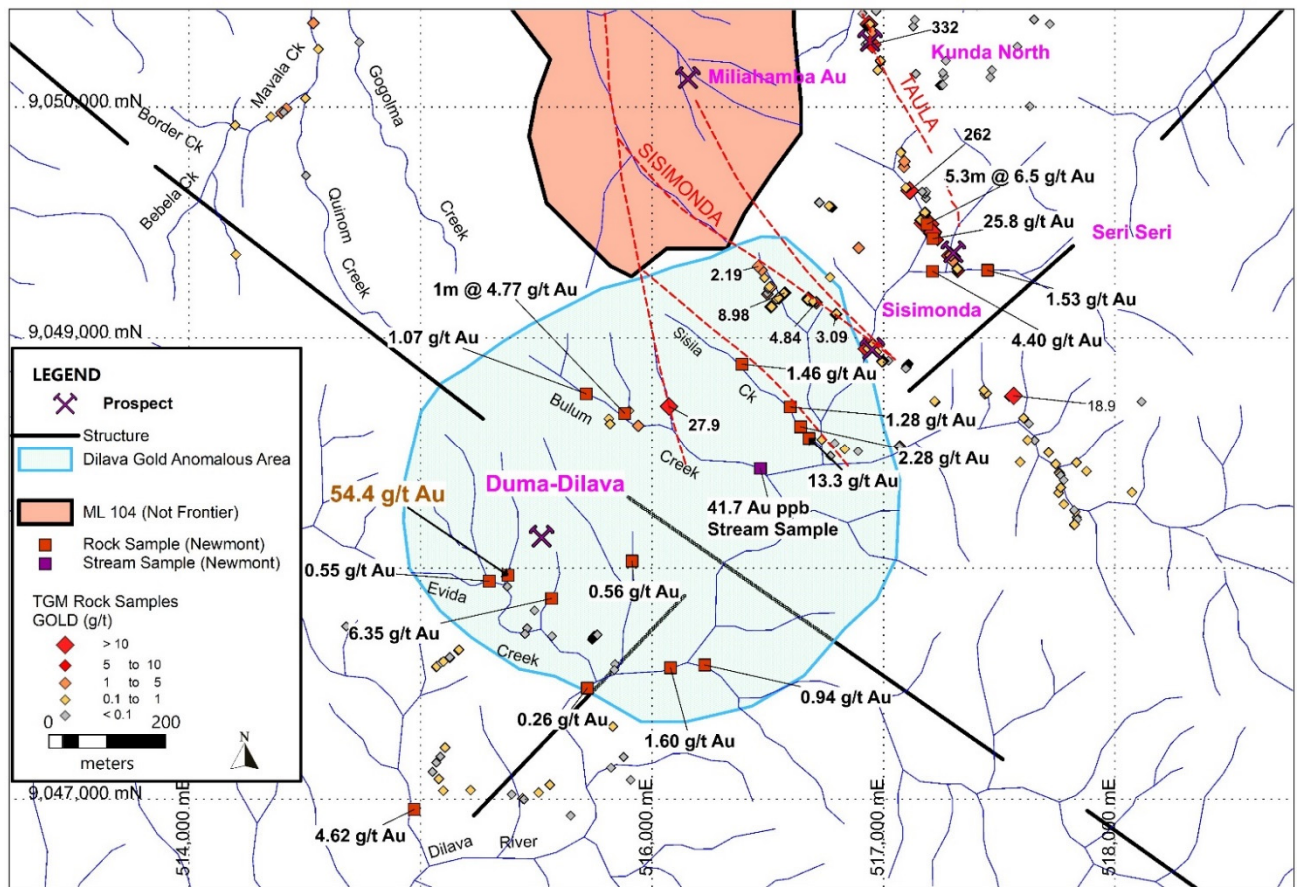 332
Kunda North
Miliahamba Au
Mavala Ck
Gogolma
Creek
9,050,000 mN
Border Ck
Bebela Ck
Quinom
Creek
TAULA
SISIMONDA
262
5.3m @ 6.5 g/t Au
25.8 g/t Au
Seri Seri
2.19
1m @ 4.77 g/t Au
8.98
4.84
3.09
Sisimonda
1.53 g/t Au
4.40 g/t Au
9,049,000 mN
1.07 g/t Au
Sisila
Ck
1.46 g/t Au
Bulum
Creek
27.9
1.28 g/t Au
18.9
2.28 g/t Au
13.3 g/t Au
41.7 Au ppb
Stream Sample
Duma-Dilava
54.4 g/t Au
0.55 g/t Au
Evida
Creek
0.56 g/t Au
6.35 g/t Au
0.94 g/t Au
0.26 g/t Au
1.60 g/t Au
9,047,000 mN
4.62 g/t Au
Dilava
River
514,000 mE
516,000 mE
517,000 mE
518,000 mE
LEGEND
Prospect
Structure
Dilava Gold Anomalous Area
ML 104 (Not Frontier)
Rock Sample (Newmont)
Stream Sample (Newmont)
TGM Rock Samples
GOLD (g/t)
> 10
5 to 10
1 to 5
0.1 to 1
< 0.1
0 200
meters
N